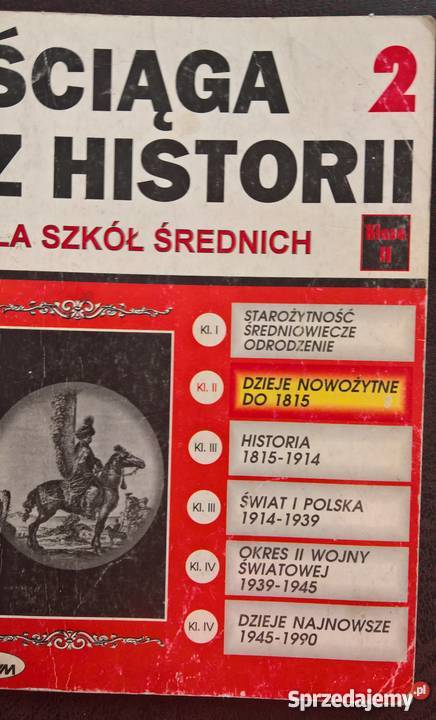 ŚCIĄGA 2
Z HISTORII
LA SZKÓŁ ŚREDNICH
Klasa
II
Kl. I
STAROŻYTNOŚĆ
ŚREDNIOWIECZE
ODRODZENIE
Kl. II
DZIEJE NOWOŻYTNE
DO 1815
Kl. III
HISTORIA
1815-1914
Kl. III
ŚWIAT I POLSKA
1914-1939
Kl. IV
OKRES II WOJNY
ŚWIATOWEJ
1939-1945
Kl. IV
DZIEJE NAJNOWSZE
1945-1990
Sprzedajemy.pl